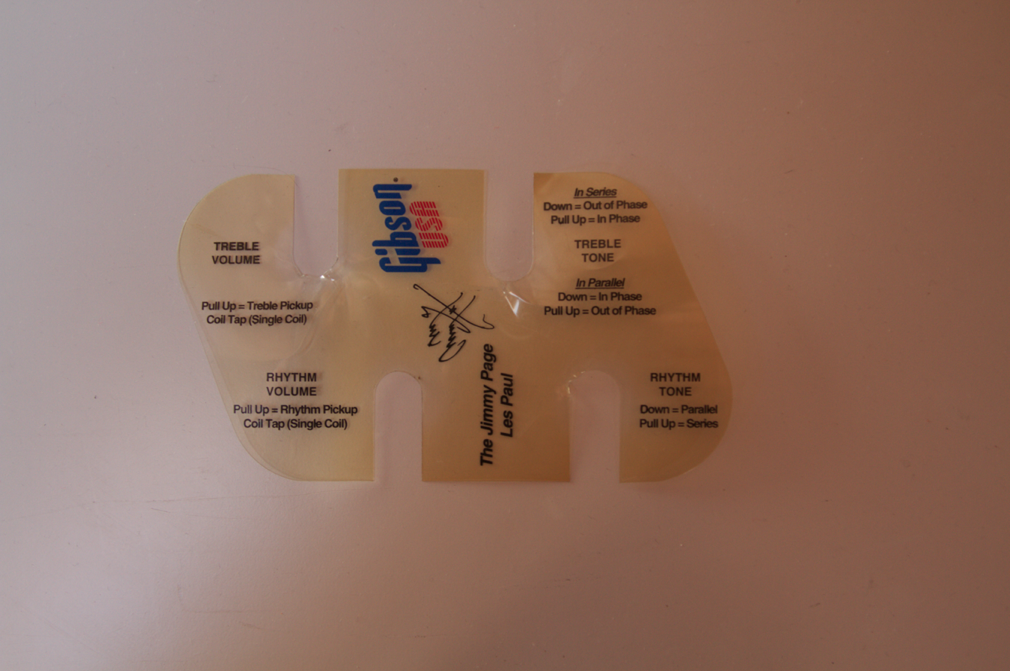 TREBLE
VOLUME
Pull Up = Treble Pickup
Coil Tap (Single Coil)
RHYTHM
VOLUME
Pull Up = Rhythm Pickup
Coil Tap (Single Coil)
Gibson
USA
The Jimmy Page
Les Paul
In Series
Down = Out of Phase
Pull Up = In Phase
TREBLE
TONE
In Parallel
Down = In Phase
Pull Up = Out of Phase
RHYTHM
TONE
Down = Parallel
Pull Up = Series